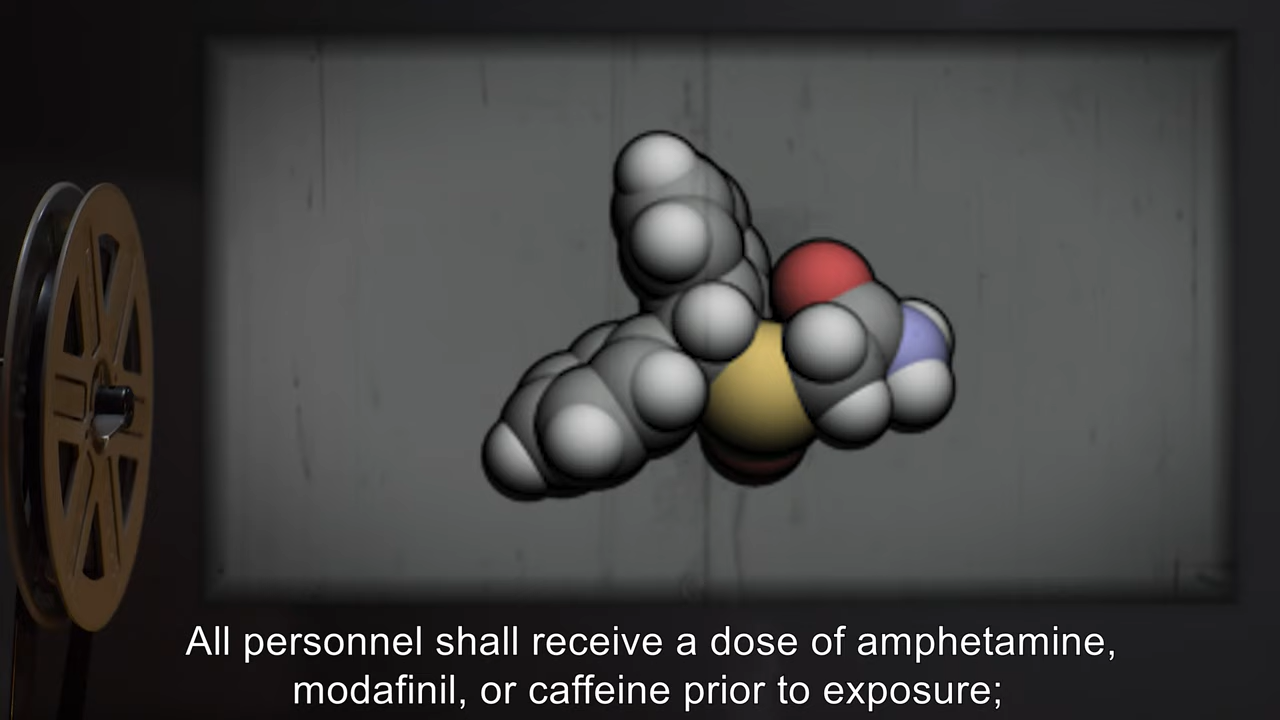 All personnel shall receive a dose of amphetamine,
modafinil, or caffeine prior to exposure;